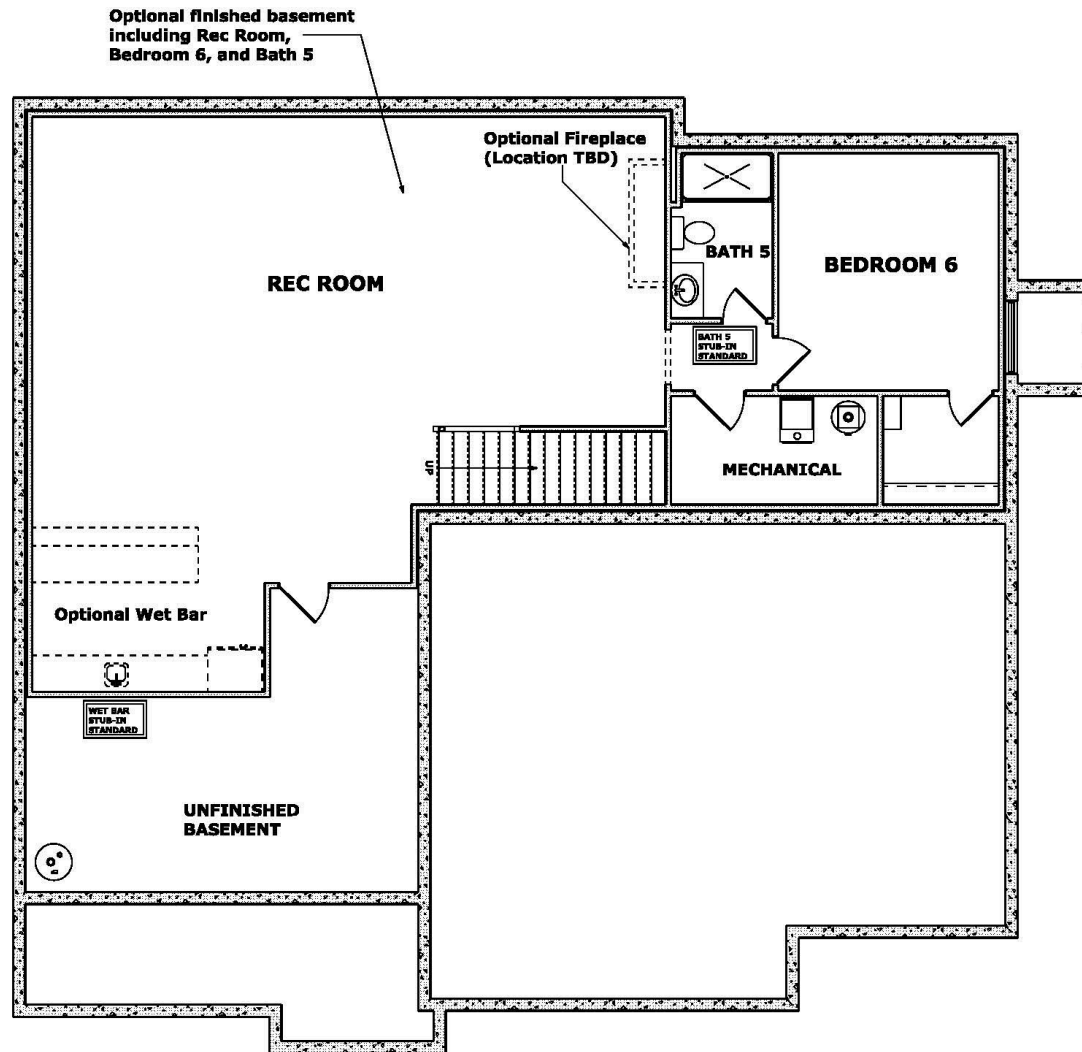 Optional finished basement
including Rec Room,
Bedroom 6, and Bath 5
Optional Fireplace
(Location TBD)
BATH 5
BEDROOM 6
REC ROOM
BATH 5
STUB-IN
STANDARD
UP
MECHANICAL
Optional Wet Bar
WET BAR
STUB-IN
STANDARD
UNFINISHED
BASEMENT